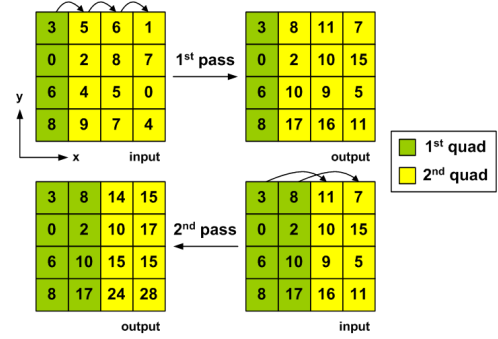 3 5 6 1
0 2 8 7
6 4 5 0
8 9 7 4
y
x
input
1st pass
3 8 11 7
0 2 10 15
6 10 9 5
8 17 16 11
output
1st quad
2nd quad
3 8 14 15
0 2 10 17
6 10 15 15
8 17 24 28
output
2nd pass
3 8 11 7
0 2 10 15
6 10 9 5
8 17 16 11
input